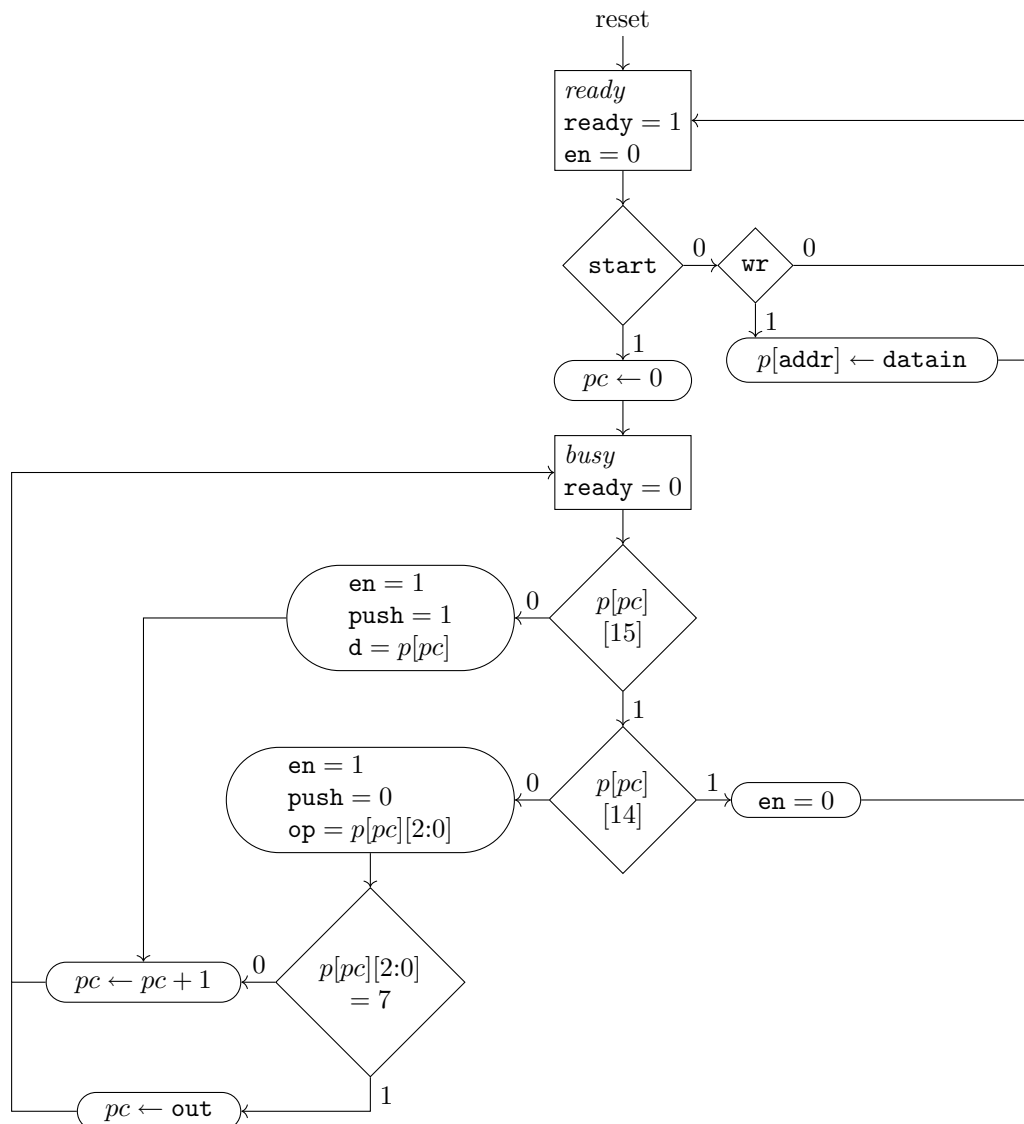 reset
ready
ready = 1
en = 0
start
0
wr
0
1
1
p[addr] ← datain
pc ← 0
busy
ready = 0
en = 1
push = 1
d = p[pc]
0
p[pc]
[15]
1
en = 1
push = 0
op = p[pc][2:0]
0
p[pc]
[14]
1
en = 0
pc ← pc + 1
0
p[pc][2:0]
= 7
1
pc ← out